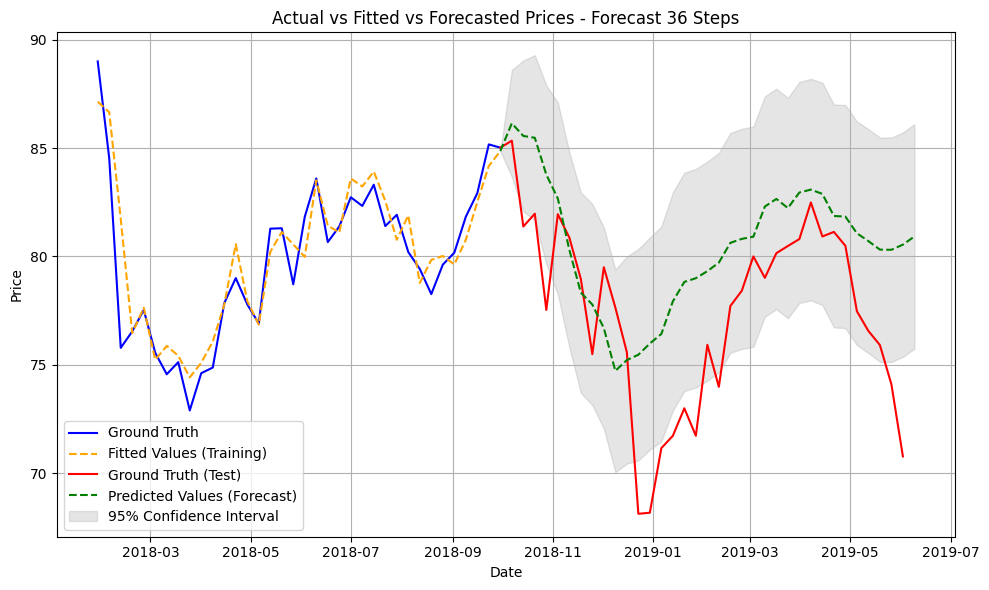 Actual vs Fitted vs Forecasted Prices - Forecast 36 Steps
90
85
80
75
70
Price
Ground Truth
Fitted Values (Training)
Ground Truth (Test)
Predicted Values (Forecast)
95% Confidence Interval
2018-03 2018-05 2018-07 2018-09 2018-11 2019-01 2019-03 2019-05 2019-07
Date